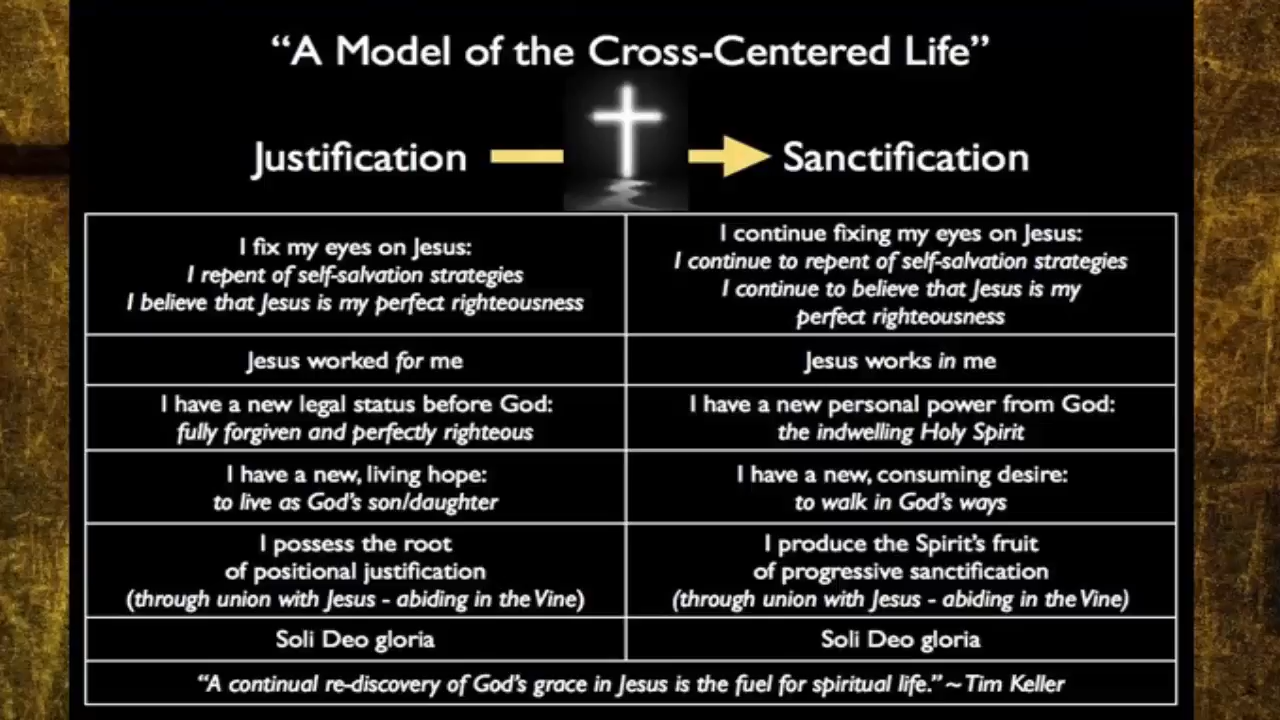 “A Model of the Cross-Centered Life”
Justification
Sanctification
I fix my eyes on Jesus:
I repent of self-salvation strategies
I believe that Jesus is my perfect righteousness
I continue fixing my eyes on Jesus:
I continue to repent of self-salvation strategies
I continue to believe that Jesus is my
perfect righteousness
Jesus worked for me
Jesus works in me
I have a new legal status before God:
fully forgiven and perfectly righteous
I have a new personal power from God:
the indwelling Holy Spirit
I have a new, living hope:
to live as God’s son/daughter
I have a new, consuming desire:
to walk in God’s ways
I possess the root
of positional justification
(through union with Jesus - abiding in the Vine)
I produce the Spirit’s fruit
of progressive sanctification
(through union with Jesus - abiding in the Vine)
Soli Deo gloria
Soli Deo gloria
“A continual re-discovery of God’s grace in Jesus is the fuel for spiritual life.” ~ Tim Keller